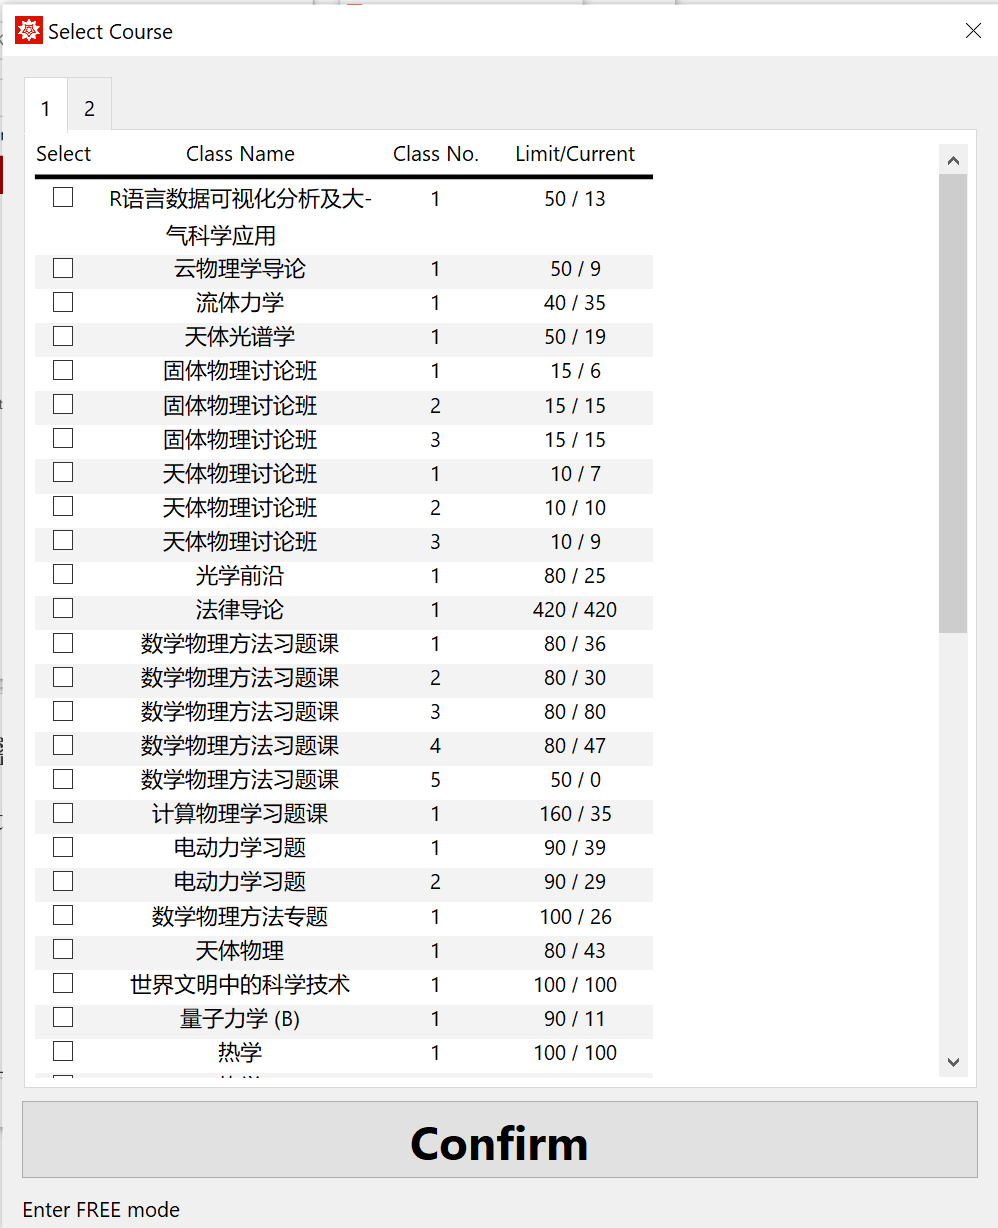 Select Course
1 2
Select Class Name Class No. Limit/Current
R语言数据可视化分析及大- 1 50 / 13
气科学应用
云物理学导论 1 50 / 9
流体力学 1 40 / 35
天体光谱学 1 50 / 19
固体物理讨论班 1 15 / 6
固体物理讨论班 2 15 / 15
固体物理讨论班 3 15 / 15
天体物理讨论班 1 10 / 7
天体物理讨论班 2 10 / 10
天体物理讨论班 3 10 / 9
光学前沿 1 80 / 25
法律导论 1 420 / 420
数学物理方法习题课 1 80 / 36
数学物理方法习题课 2 80 / 30
数学物理方法习题课 3 80 / 80
数学物理方法习题课 4 80 / 47
数学物理方法习题课 5 50 / 0
计算物理学习题课 1 160 / 35
电动力学习题 1 90 / 39
电动力学习题 2 90 / 29
数学物理方法专题 1 100 / 26
天体物理 1 80 / 43
世界文明中的科学技术 1 100 / 100
量子力学 (B) 1 90 / 11
热学 1 100 / 100
Confirm
Enter FREE mode